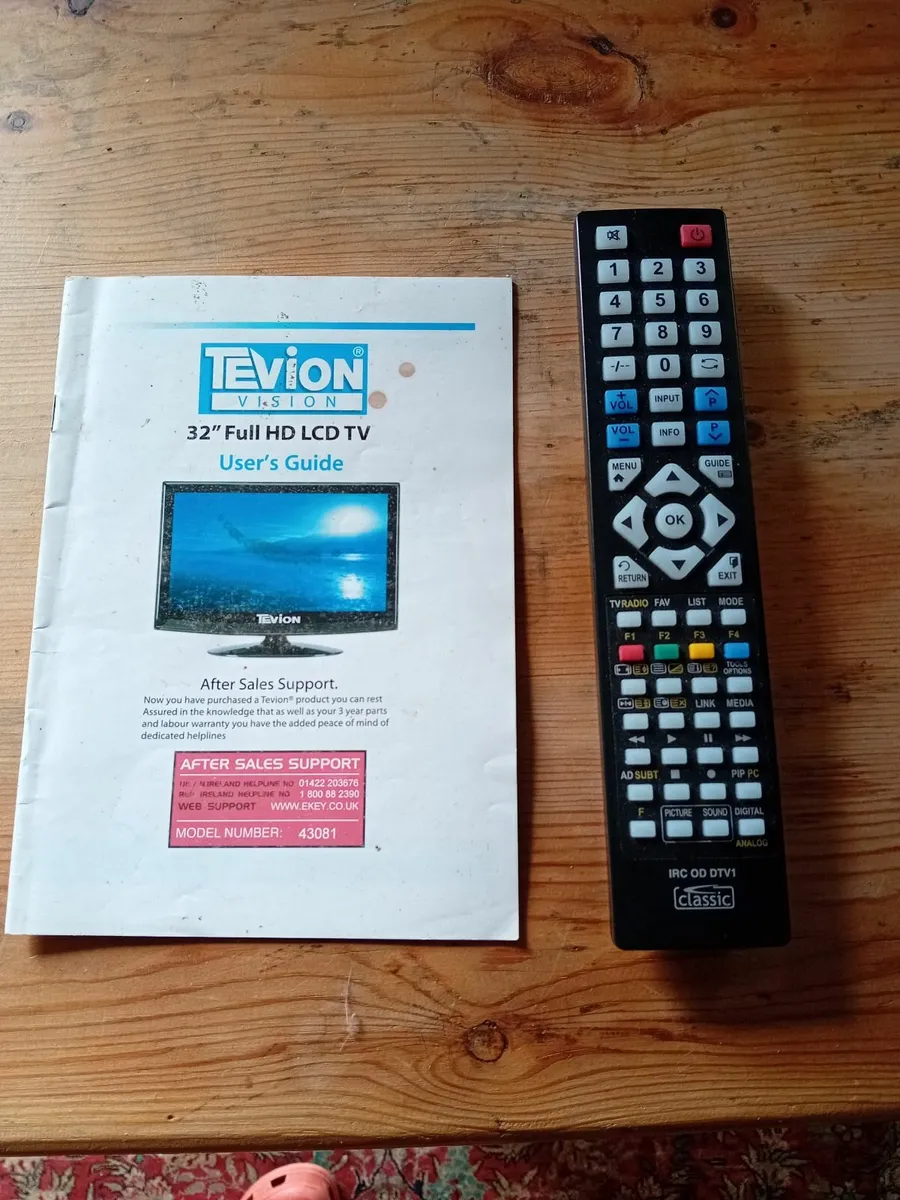 TEVION®
VISION
32" Full HD LCD TV
User's Guide
TEVION
After Sales Support.
Now you have purchased a Tevion® product you can rest
Assured in the knowledge that as well as your 3 year parts
and labour warranty you have the added peace of mind of
dedicated helplines
AFTER SALES SUPPORT
UK / N.IRELAND HELPLINE NO 01422 203676
REP IRELAND HELPLINE NO. 1 800 88 2390
WEB SUPPORT WWW.EKEY.CO.UK
MODEL NUMBER: 43081
1 2 3
4 5 6
7 8 9
-/-- 0
+ VOL INPUT P
VOL - INFO P
MENU GUIDE
OK
RETURN EXIT
TV RADIO FAV LIST MODE
F1 F2 F3 F4
TOOLS
OPTIONS
LINK MEDIA
AD SUBT PIP PC
F PICTURE SOUND DIGITAL
ANALOG
IRC OD DTV1
classic